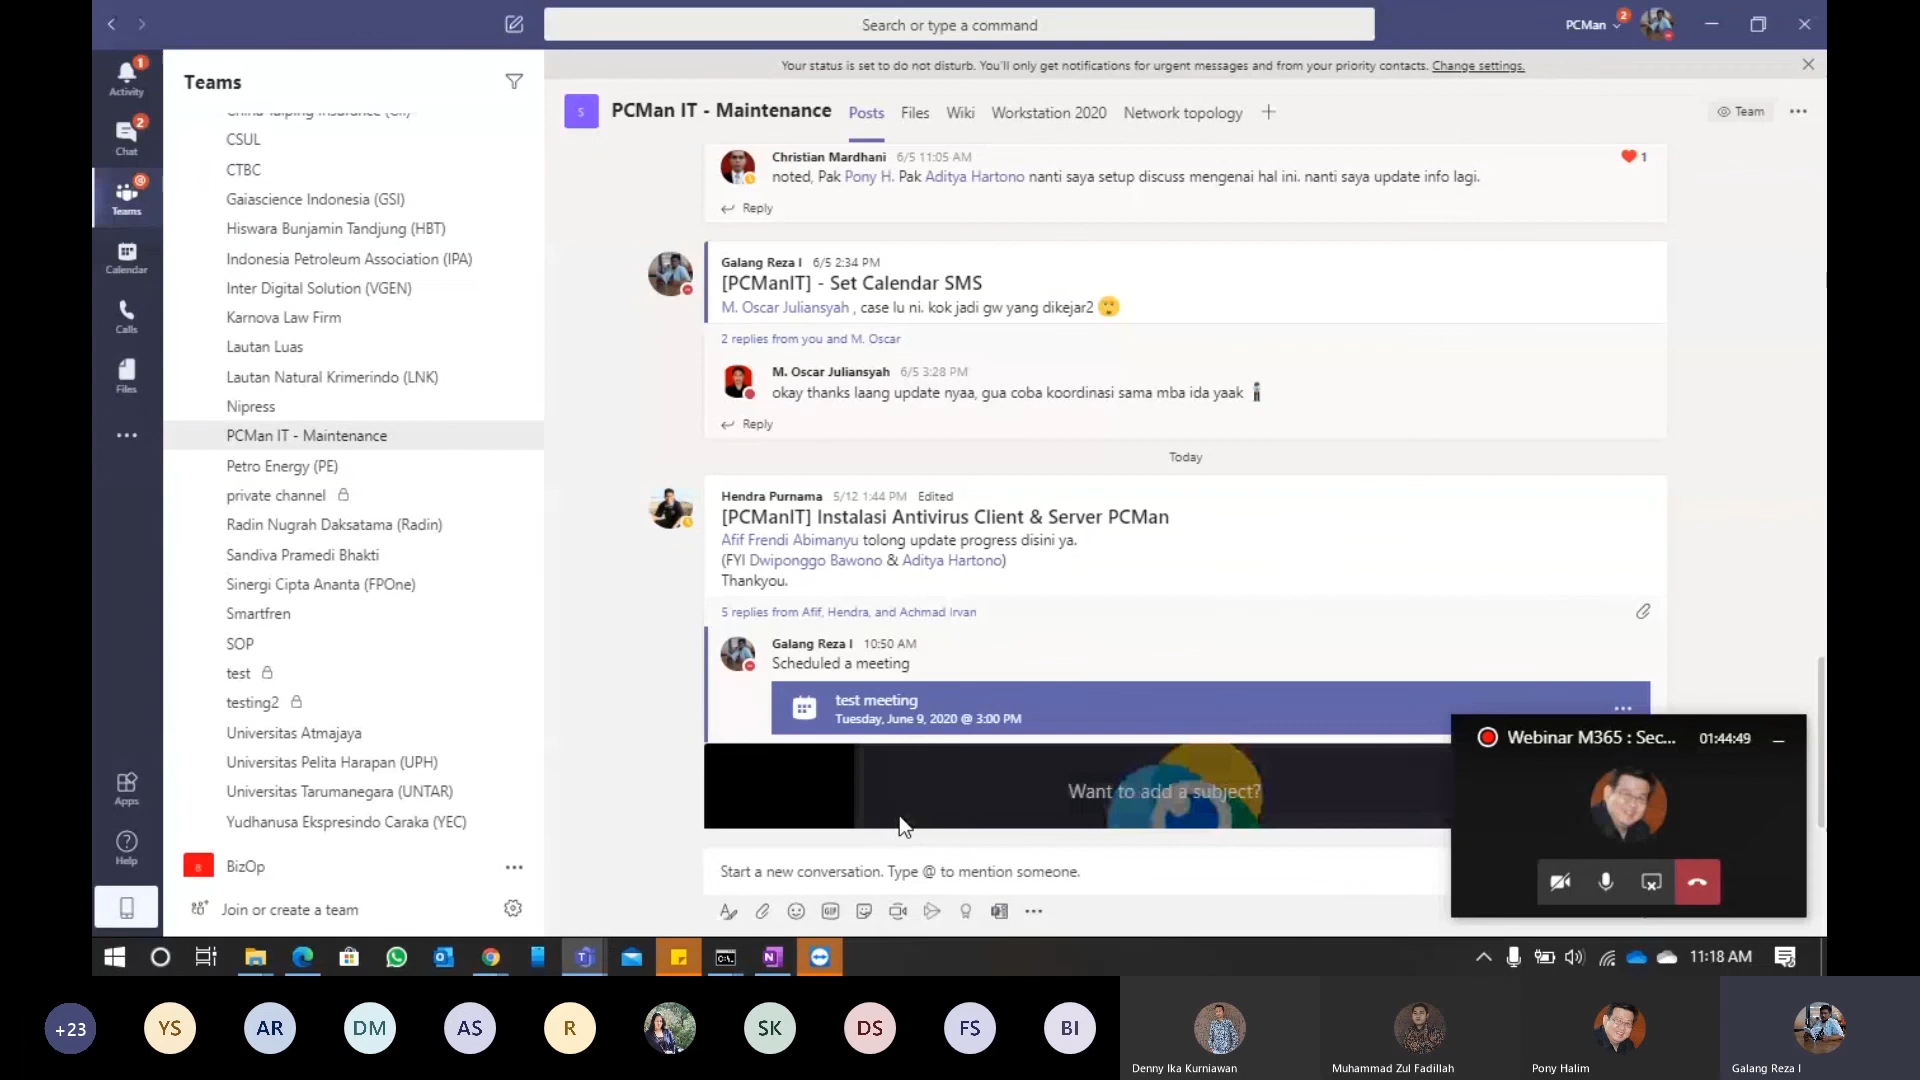 Search or type a command
PCMan
2
Your status is set to do not disturb. You'll only get notifications for urgent messages and from your priority contacts. Change settings.
Activity
1
Chat
2
Teams
Calendar
Calls
Files
Apps
Help
Teams
CSUL
CTBC
Gaiascience Indonesia (GSI)
Hiswara Bunjamin Tandjung (HBT)
Indonesia Petroleum Association (IPA)
Inter Digital Solution (VGEN)
Karnova Law Firm
Lautan Luas
Lautan Natural Krimerindo (LNK)
Nipress
PCMan IT - Maintenance
Petro Energy (PE)
private channel
Radin Nugrah Daksatama (Radin)
Sandiva Pramedi Bhakti
Sinergi Cipta Ananta (FPOne)
Smartfren
SOP
test
testing2
Universitas Atmajaya
Universitas Pelita Harapan (UPH)
Universitas Tarumanegara (UNTAR)
Yudhanusa Ekspresindo Caraka (YEC)
B
BizOp
Join or create a team
S
PCMan IT - Maintenance
Posts
Files
Wiki
Workstation 2020
Network topology
Team
Christian Mardhani 6/5 11:05 AM
1
noted, Pak Pony H. Pak Aditya Hartono nanti saya setup discuss mengenai hal ini. nanti saya update info lagi.
Reply
Galang Reza I 6/5 2:34 PM
[PCManIT] - Set Calendar SMS
M. Oscar Juliansyah , case lu ni. kok jadi gw yang dikejar2
2 replies from you and M. Oscar
M. Oscar Juliansyah 6/5 3:28 PM
okay thanks laang update nyaa, gua coba koordinasi sama mba ida yaak
Reply
Today
Hendra Purnama 5/12 1:44 PM Edited
[PCManIT] Instalasi Antivirus Client & Server PCMan
Afif Frendi Abimanyu tolong update progress disini ya.
(FYI Dwiponggo Bawono & Aditya Hartono)
Thankyou.
5 replies from Afif, Hendra, and Achmad Irvan
Galang Reza I 10:50 AM
Scheduled a meeting
test meeting
Tuesday, June 9, 2020 @ 3:00 PM
Want to add a subject?
Start a new conversation. Type @ to mention someone.
GIF
Webinar M365 : Sec... 01:44:49
11:18 AM
+23
YS
AR
DM
AS
R
SK
DS
FS
BI
Denny Ika Kurniawan
Muhammad Zul Fadillah
Pony Halim
Galang Reza I